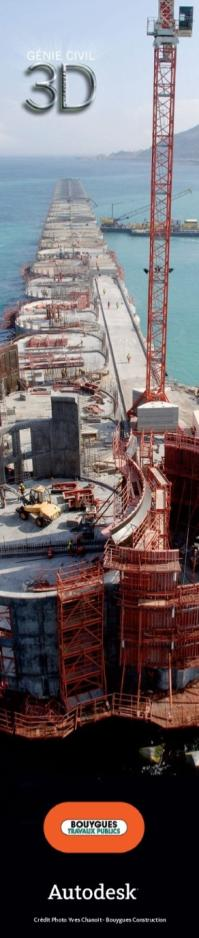 GÉNIE CIVIL
3D
BOUYGUES
TRAVAUX PUBLICS
Autodesk
Crédit Photo Yves Chanoit - Bouygues Construction